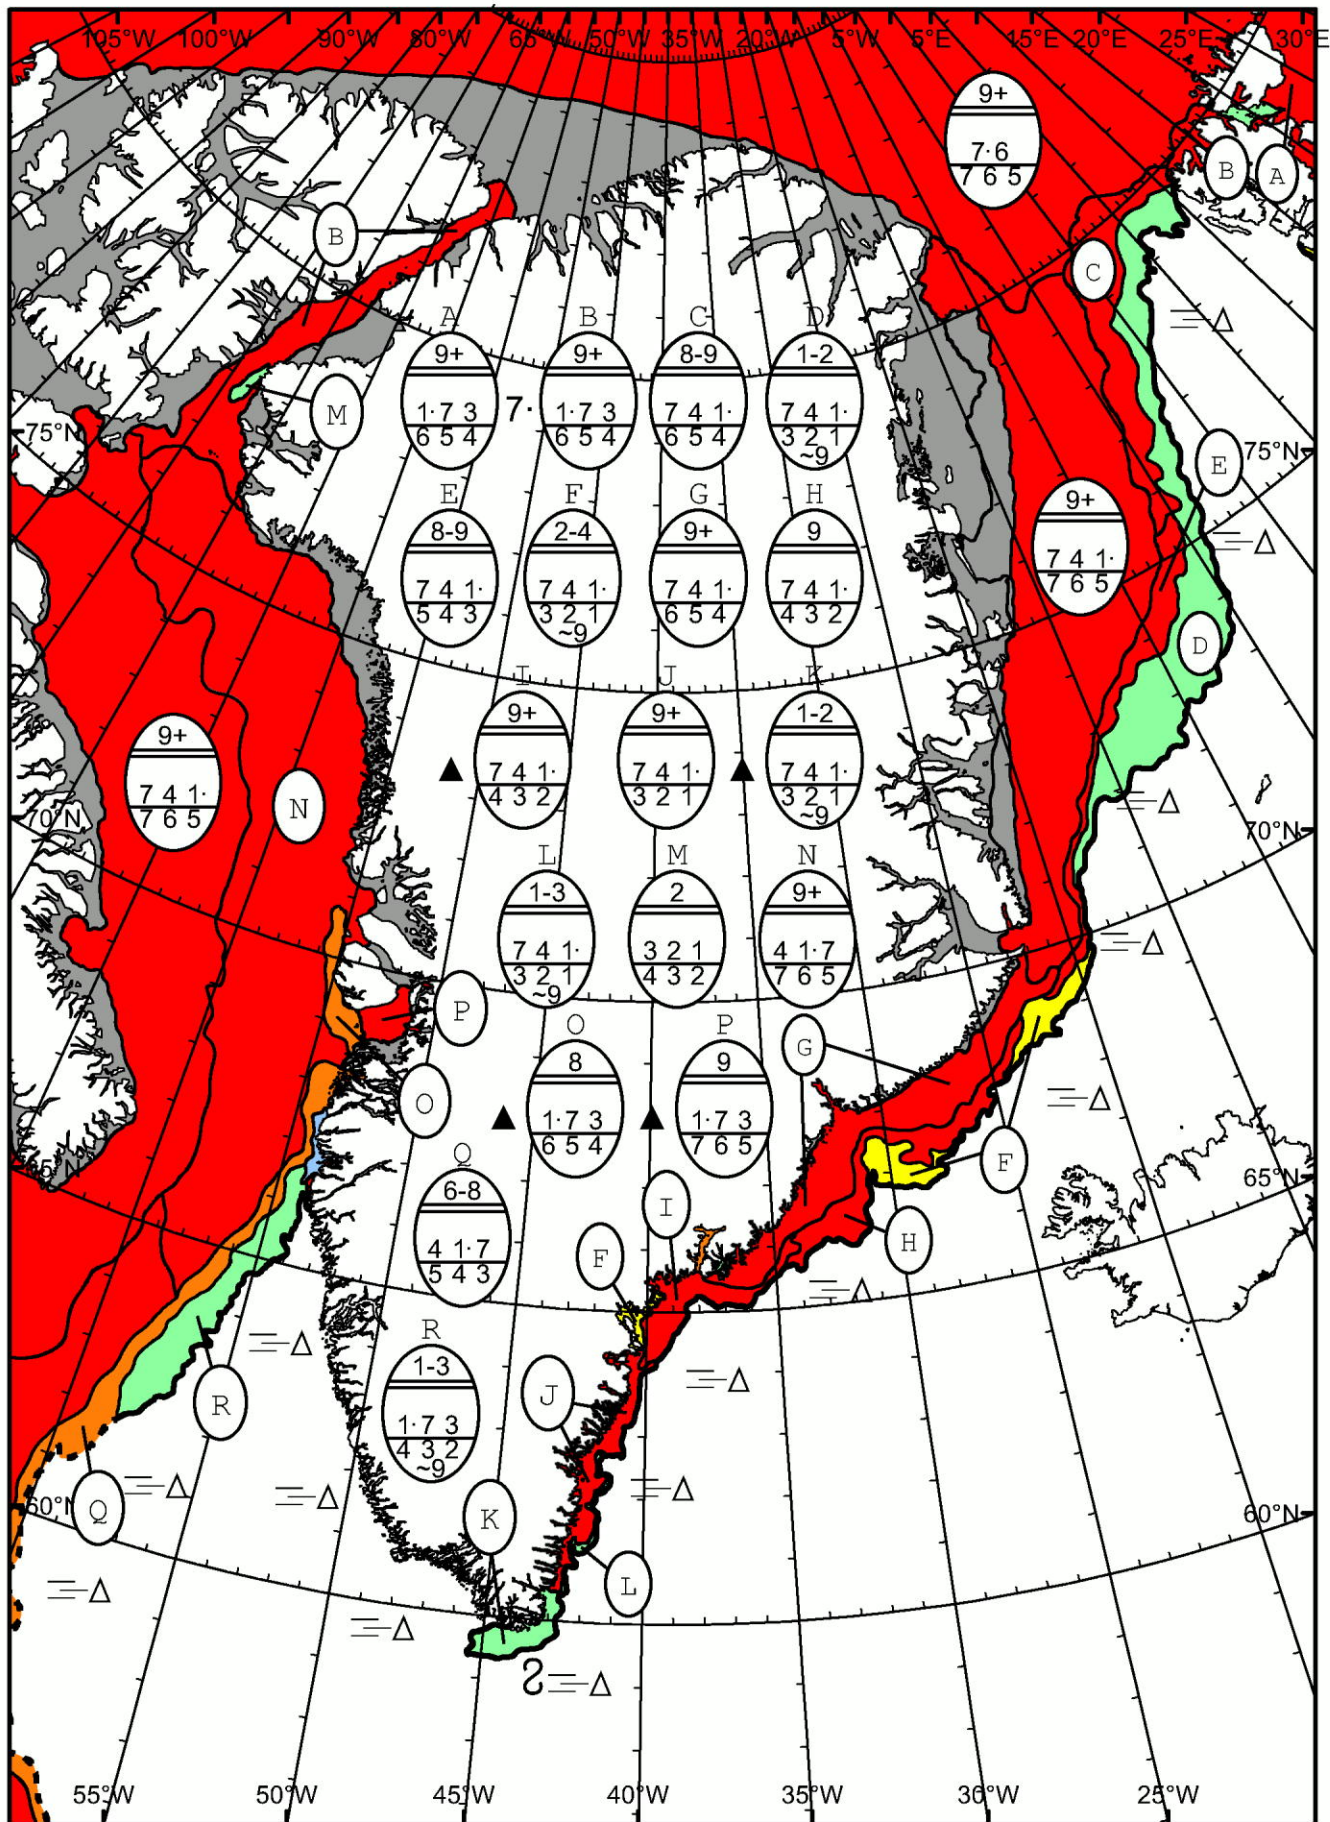 105°W 100°W 90°W 80°W 65°W 50°W 35°W 20°W 5°W 5°E 15°E 20°E 25°E 30°E
9+
7·6
7 6 5
B A
B
C
A B C D
9+ 9+ 8-9 1-2
1·7 3 7· 1·7 3 7 4 1· 7 4 1·
6 5 4 6 5 4 6 5 4 3 2 1
~9
M
75°N 75°N
E
E F G H
8-9 2-4 9+ 9
7 4 1· 7 4 1· 7 4 1· 7 4 1·
5 4 3 3 2 1 6 5 4 4 3 2
~9
9+
7 4 1·
7 6 5
D
I J K
9+ 9+ 1-2
7 4 1· 7 4 1· 7 4 1·
4 3 2 3 2 1 3 2 1
~9
9+
7 4 1·
7 6 5
N
70°N 70°N
L M N
1-3 2 9+
7 4 1· 3 2 1 4 1·7
3 2 1 4 3 2 7 6 5
~9
P
G
O P
8 9
1·7 3 1·7 3
6 5 4 7 6 5
O
F
65°N 65°N
Q
6-8
4 1·7
5 4 3
I
F
H
R
1-3
1·7 3
4 3 2
~9
J
R
K
Q
60°N 60°N
L
55°W 50°W 45°W 40°W 35°W 30°W 25°W